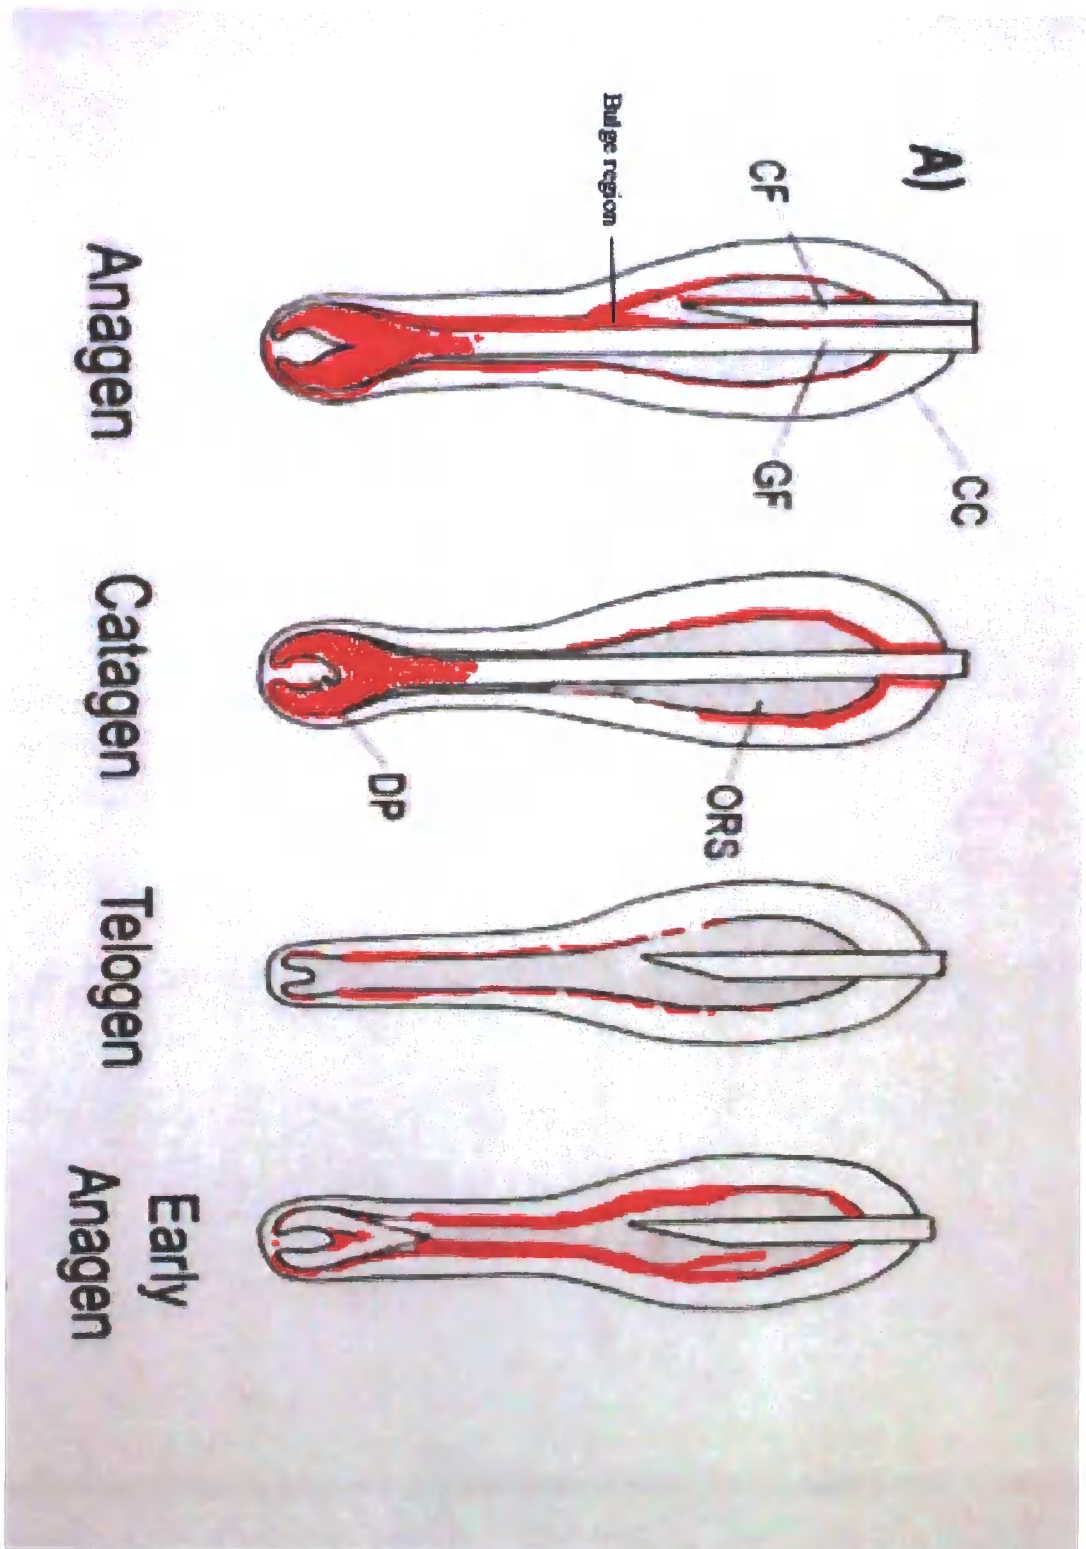 A)
CF
Bulge region
GF
CC
ORS
DP
Anagen
Catagen
Telogen
Early
Anagen